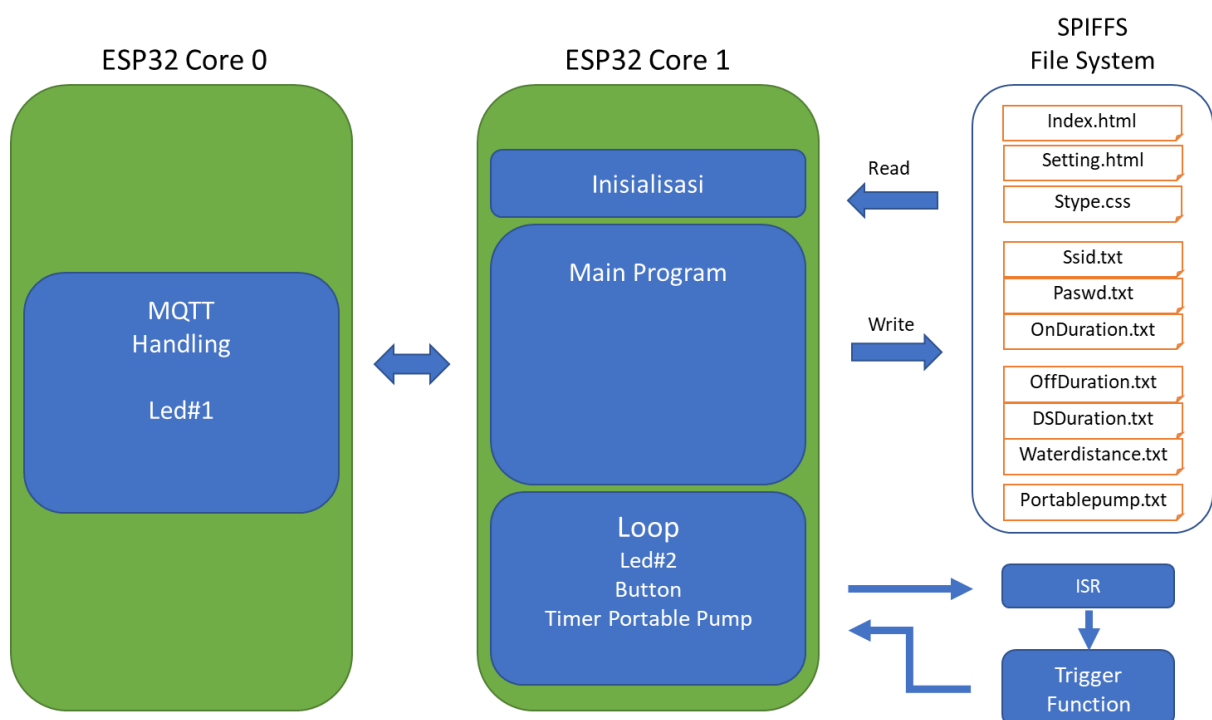 ESP32 Core 0
MQTT
Handling
Led#1
ESP32 Core 1
Inisialisasi
Main Program
Loop
Led#2
Button
Timer Portable Pump
Read
Write
SPIFFS
File System
Index.html
Setting.html
Stype.css
Ssid.txt
Paswd.txt
OnDuration.txt
OffDuration.txt
DSDuration.txt
Waterdistance.txt
Portablepump.txt
ISR
Trigger
Function